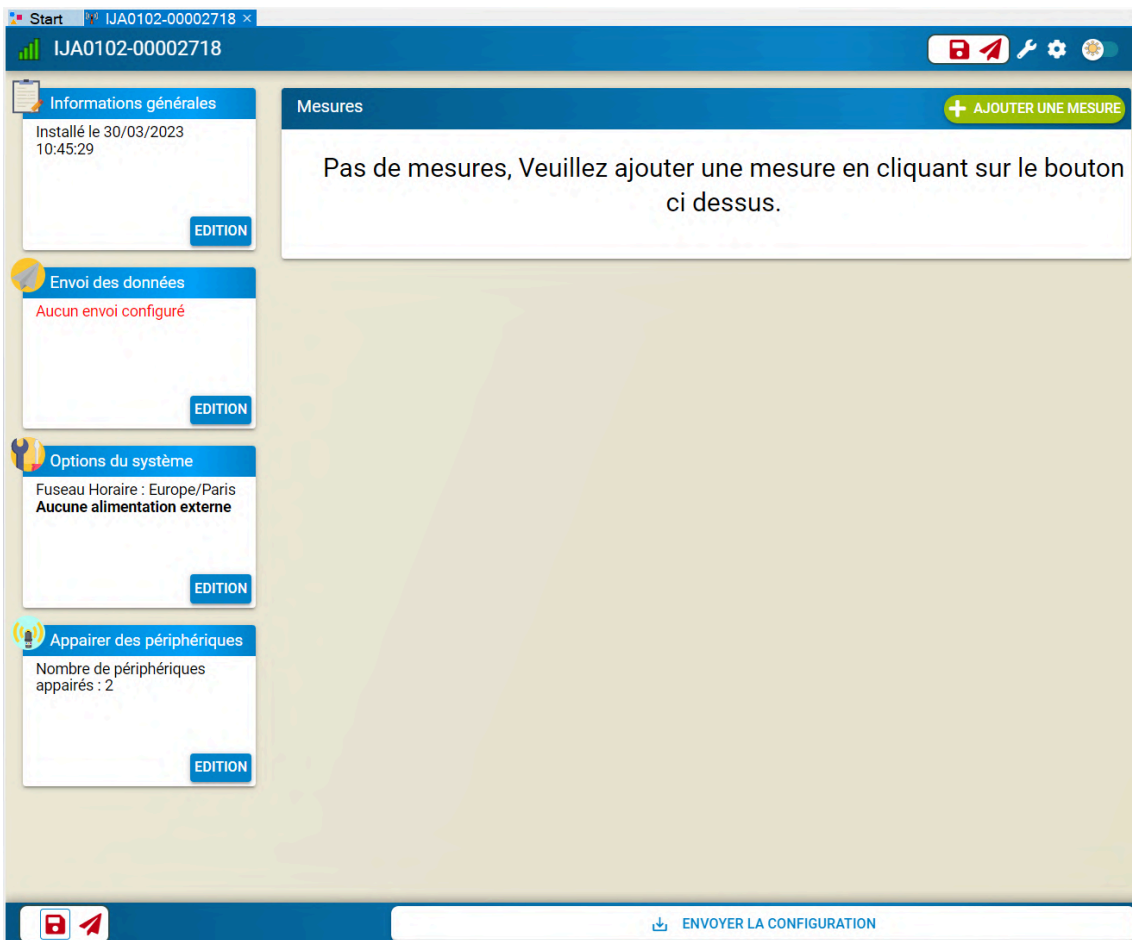 Start
IJA0102-00002718 ×
IJA0102-00002718
Informations générales
Installé le 30/03/2023
10:45:29
EDITION
Envoi des données
Aucun envoi configuré
EDITION
Options du système
Fuseau Horaire : Europe/Paris
Aucune alimentation externe
EDITION
Appairer des périphériques
Nombre de périphériques
appairés : 2
EDITION
Mesures
AJOUTER UNE MESURE
Pas de mesures, Veuillez ajouter une mesure en cliquant sur le bouton
ci dessus.
ENVOYER LA CONFIGURATION